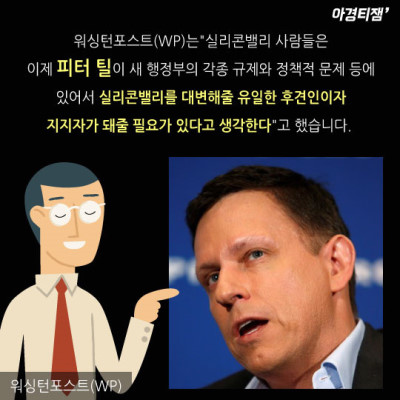 아경티잼'
워싱턴포스트(WP)는"실리콘밸리 사람들은
이제 피터 틸이 새 행정부의 각종 규제와 정책적 문제 등에
있어서 실리콘밸리를 대변해줄 유일한 후견인이자
지지자가 돼줄 필요가 있다고 생각한다"고 했습니다.
워싱턴포스트(WP)